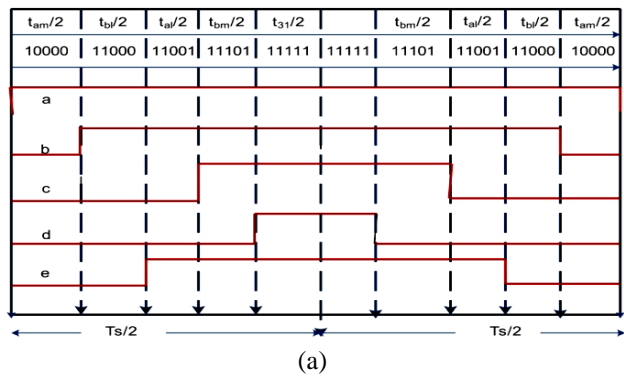 tam/2 tbl/2 tal/2 tbm/2 t31/2 tbm/2 tal/2 tbl/2 tam/2
10000 11000 11001 11101 11111 11111 11101 11001 11000 10000
a
b
c
d
e
Ts/2 Ts/2
(a)